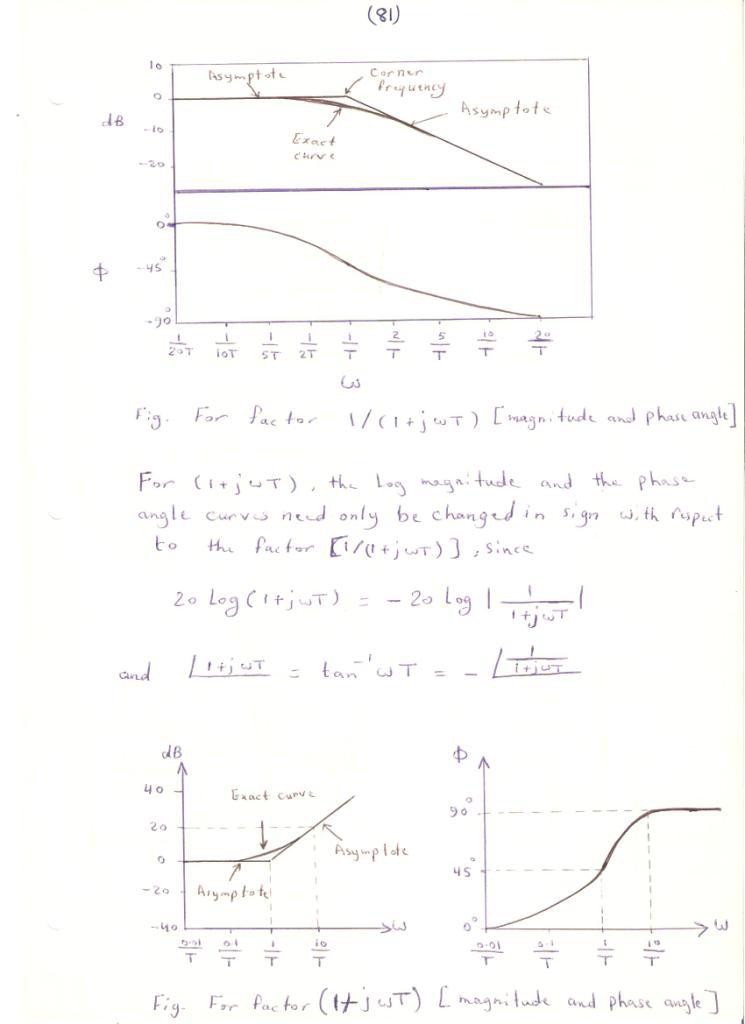 (81)
10
Asymptote
Corner frequency
0
dB
Asymptote
-10
Exact curve
-20
0°
Φ
-45°
-90°
1/20T 1/10T 1/5T 1/2T 1/T 2/T 5/T 10/T 20/T
ω
Fig. For factor 1/(1+jωT) [magnitude and phase angle]
For (1+jωT), the Log magnitude and the phase
angle curves need only be changed in sign with respect
to the factor [1/(1+jωT)], since
20 Log(1+jωT) = -20 Log |1/(1+jωT)|
and ∠1+jωT = tan⁻¹ωT = -∠1/(1+jωT)
dB
40
Exact curve
20
Asymptote
0
Asymptote
-20
-40
ω
0.01/T 0.1/T 1/T 10/T
Φ
90°
45°
0°
ω
0.01/T 0.1/T 1/T 10/T
Fig. For factor (1+jωT) [magnitude and phase angle]